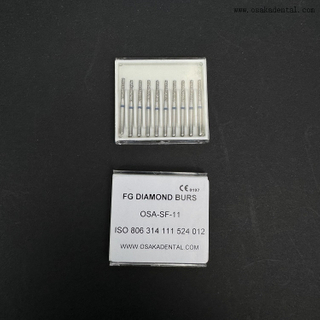 www.osakadental.com
CE 0197
FG DIAMOND BURS
OSA-SF-11
ISO 806 314 111 524 012
WWW.OSAKADENTAL.COM